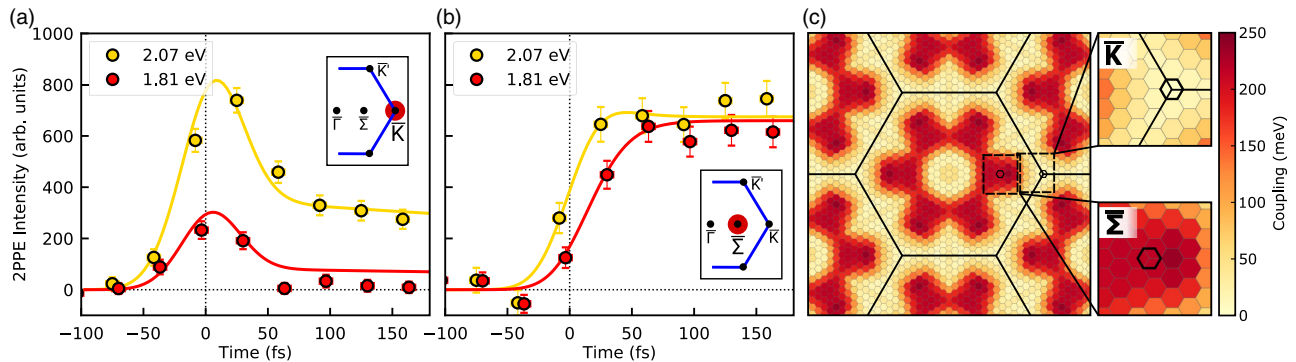 (a)
2PPE Intensity (arb. units)
1000
800
600
400
200
0
2.07 eV
1.81 eV
K̅'
Γ̅
Σ̅
K̅
−100
−50
0
50
100
150
Time (fs)
(b)
2.07 eV
1.81 eV
K̅'
Γ̅
Σ̅
K̅
−100
−50
0
50
100
150
Time (fs)
(c)
K̅
Σ̅
250
200
150
100
50
0
Coupling (meV)